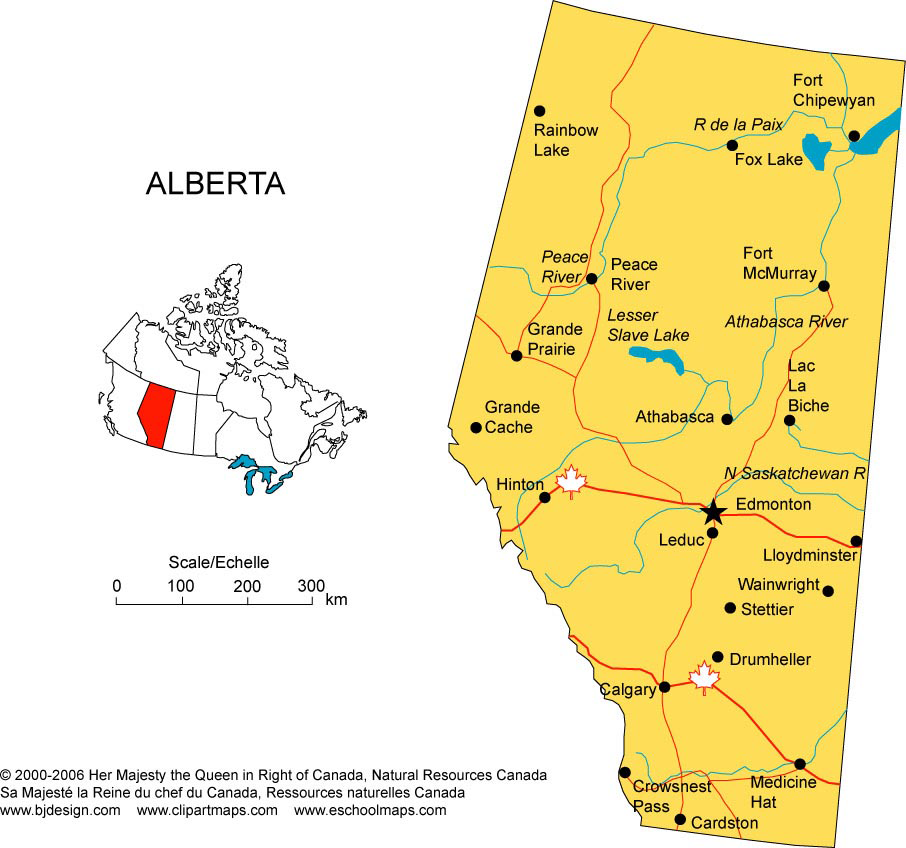 ALBERTA
Scale/Echelle
0 100 200 300
km
Fort
Chipewyan
R de la Paix
Rainbow
Lake
Fox Lake
Peace
River
Peace
River
Fort
McMurray
Lesser
Slave Lake
Athabasca River
Grande
Prairie
Lac
La
Biche
Grande
Cache
Athabasca
N Saskatchewan R
Hinton
Edmonton
Leduc
Lloydminster
Wainwright
Stettier
Drumheller
Calgary
Crowsnest
Pass
Medicine
Hat
Cardston
© 2000-2006 Her Majesty the Queen in Right of Canada, Natural Resources Canada
Sa Majesté la Reine du chef du Canada, Ressources naturelles Canada
www.bjdesign.com www.clipartmaps.com www.eschoolmaps.com